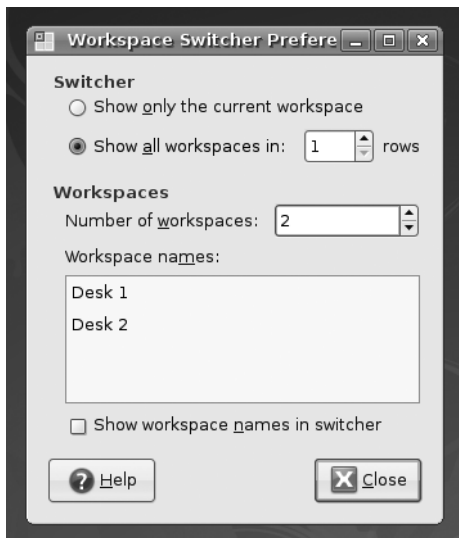 Workspace Switcher Prefere
Switcher
Show only the current workspace
Show all workspaces in: 1 rows
Workspaces
Number of workspaces: 2
Workspace names:
Desk 1
Desk 2
Show workspace names in switcher
Help Close